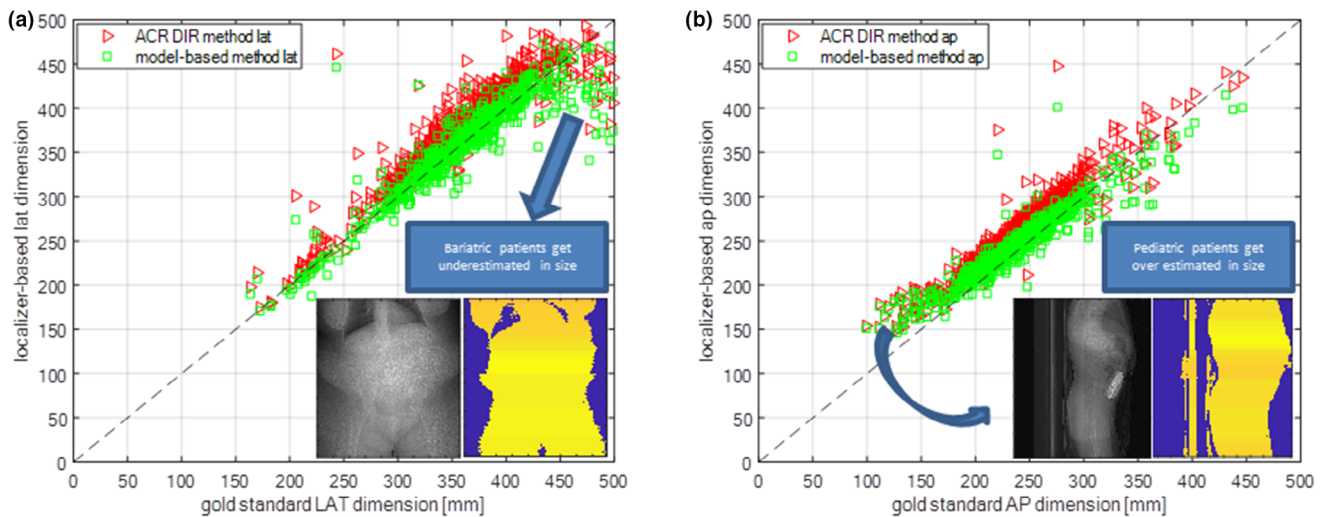 (a)
500
450
400
350
300
250
200
150
100
50
0
localizer-based lat dimension
ACR DIR method lat
model-based method lat
Bariatric patients get
underestimated in size
0 50 100 150 200 250 300 350 400 450 500
gold standard LAT dimension [mm]
(b)
500
450
400
350
300
250
200
150
100
50
0
localizer-based ap dimension
ACR DIR method ap
model-based method ap
Pediatric patients get
over estimated in size
0 50 100 150 200 250 300 350 400 450 500
gold standard AP dimension [mm]